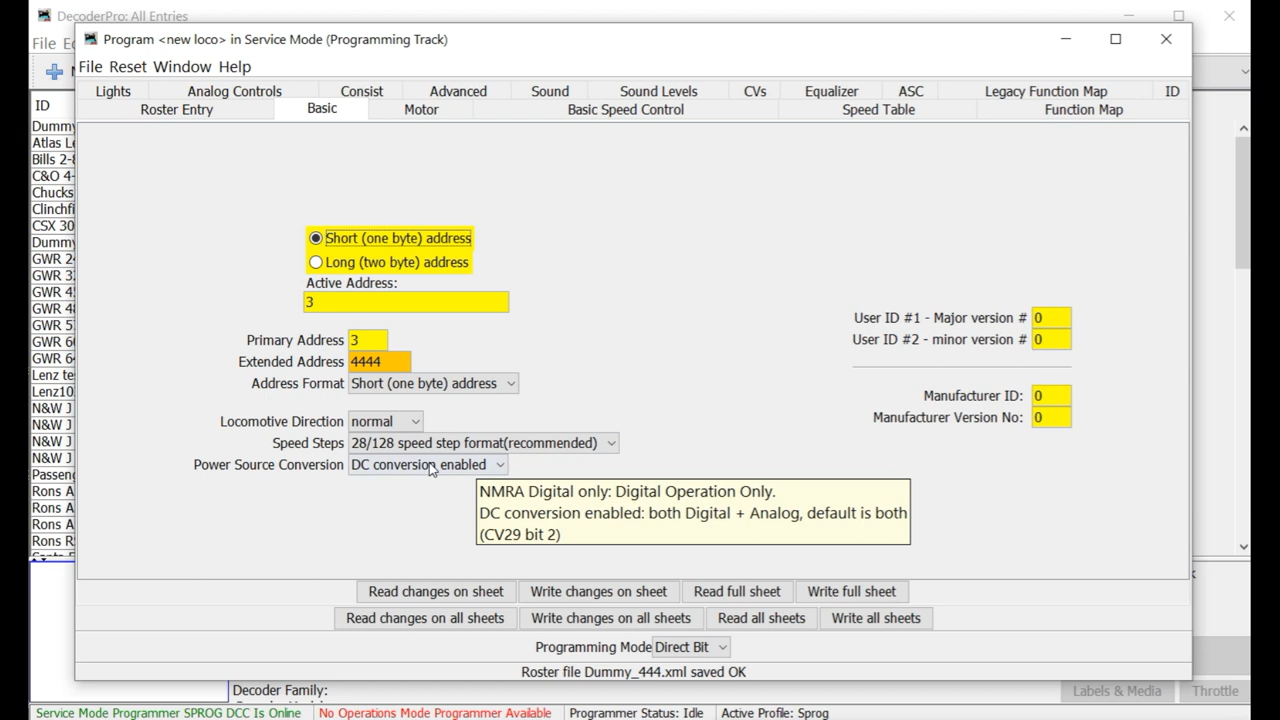 DecoderPro: All Entries
File E
Program <new loco> in Service Mode (Programming Track)
File Reset Window Help
Lights Analog Controls Consist Advanced Sound Sound Levels CVs Equalizer ASC Legacy Function Map ID
Roster Entry Basic Motor Basic Speed Control Speed Table Function Map
ID
Dummy
Atlas Le
Bills 2-8
C&O 4-
Chucks
Clinchfi
CSX 30
Dummy
GWR 24
GWR 32
GWR 45
GWR 48
GWR 57
GWR 60
GWR 64
Lenz te
Lenz10
N&W J
N&W J
N&W J
N&W J
Passen
Rons A
Rons A
Rons A
Rons R
Short (one byte) address
Long (two byte) address
Active Address:
3
Primary Address 3
Extended Address 4444
Address Format Short (one byte) address
Locomotive Direction normal
Speed Steps 28/128 speed step format(recommended)
Power Source Conversion DC conversion enabled
NMRA Digital only: Digital Operation Only.
DC conversion enabled: both Digital + Analog, default is both
(CV29 bit 2)
User ID #1 - Major version # 0
User ID #2 - minor version # 0
Manufacturer ID: 0
Manufacturer Version No: 0
Read changes on sheet Write changes on sheet Read full sheet Write full sheet
Read changes on all sheets Write changes on all sheets Read all sheets Write all sheets
Programming Mode Direct Bit
Roster file Dummy_444.xml saved OK
Decoder Family:
Labels & Media Throttle
Service Mode Programmer SPROG DCC Is Online No Operations Mode Programmer Available Programmer Status: Idle Active Profile: Sprog